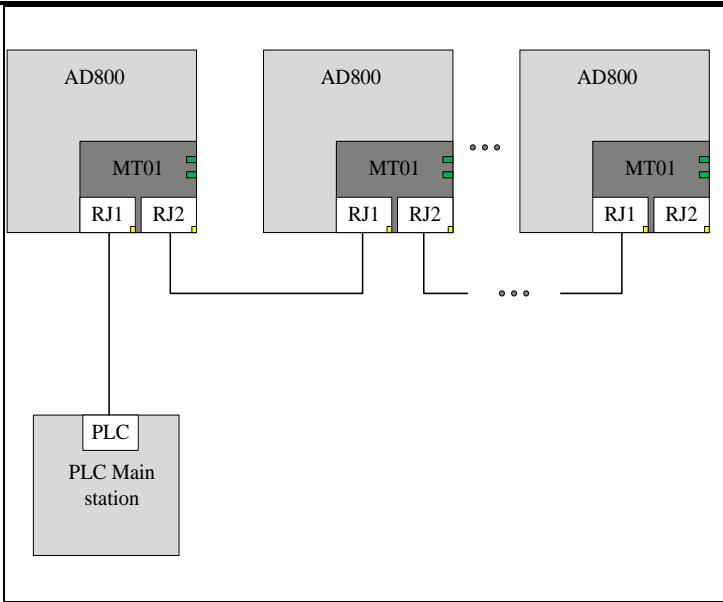 AD800
AD800
AD800
MT01
MT01
MT01
RJ1
RJ2
RJ1
RJ2
RJ1
RJ2
PLC
PLC Main
station